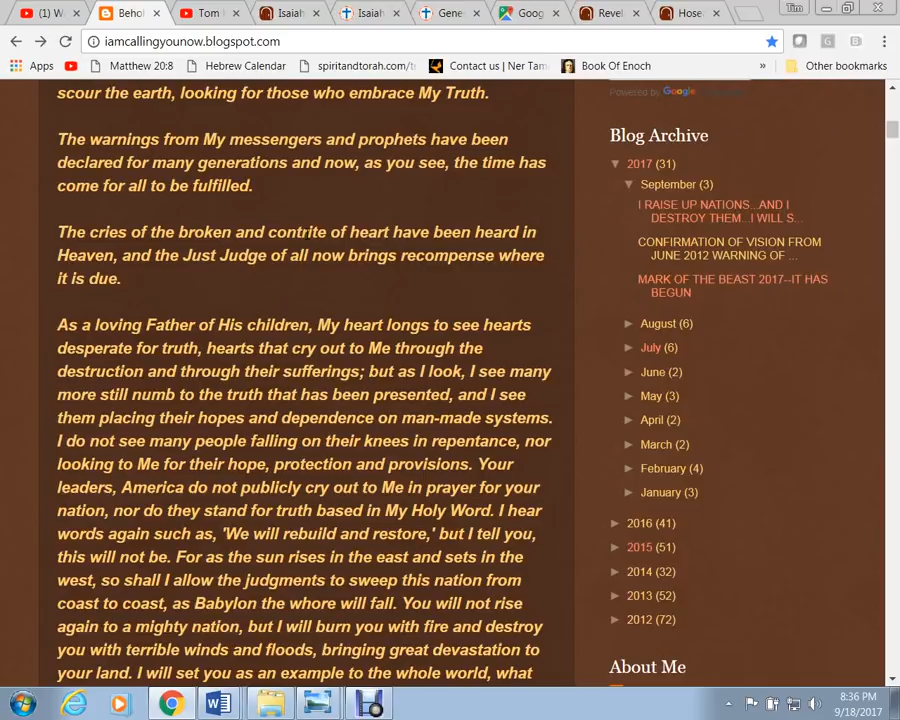 (1) W
Beho
Tom
Isaiah
Isaiah
Gene
Goog
Reve
Hose
Tim
iamcallingyounow.blogspot.com
Apps
Matthew 20:8
Hebrew Calendar
spiritandtorah.com/t
Contact us | Ner Tam
Book Of Enoch
»
Other bookmarks
scour the earth, looking for those who embrace My Truth.
The warnings from My messengers and prophets have been
declared for many generations and now, as you see, the time has
come for all to be fulfilled.
The cries of the broken and contrite of heart have been heard in
Heaven, and the Just Judge of all now brings recompense where
it is due.
As a loving Father of His children, My heart longs to see hearts
desperate for truth, hearts that cry out to Me through the
destruction and through their sufferings; but as I look, I see many
more still numb to the truth that has been presented, and I see
them placing their hopes and dependence on man-made systems.
I do not see many people falling on their knees in repentance, nor
looking to Me for their hope, protection and provisions. Your
leaders, America do not publicly cry out to Me in prayer for your
nation, nor do they stand for truth based in My Holy Word. I hear
words again such as, 'We will rebuild and restore,' but I tell you,
this will not be. For as the sun rises in the east and sets in the
west, so shall I allow the judgments to sweep this nation from
coast to coast, as Babylon the whore will fall. You will not rise
again to a mighty nation, but I will burn you with fire and destroy
you with terrible winds and floods, bringing great devastation to
your land. I will set you as an example to the whole world, what
Powered by Google
Blog Archive
▼ 2017 (31)
▼ September (3)
I RAISE UP NATIONS...AND I
DESTROY THEM...I WILL S...
CONFIRMATION OF VISION FROM
JUNE 2012 WARNING OF ...
MARK OF THE BEAST 2017--IT HAS
BEGUN
► August (6)
► July (6)
► June (2)
► May (3)
► April (2)
► March (2)
► February (4)
► January (3)
► 2016 (41)
► 2015 (51)
► 2014 (32)
► 2013 (52)
► 2012 (72)
About Me
8:36 PM
9/18/2017